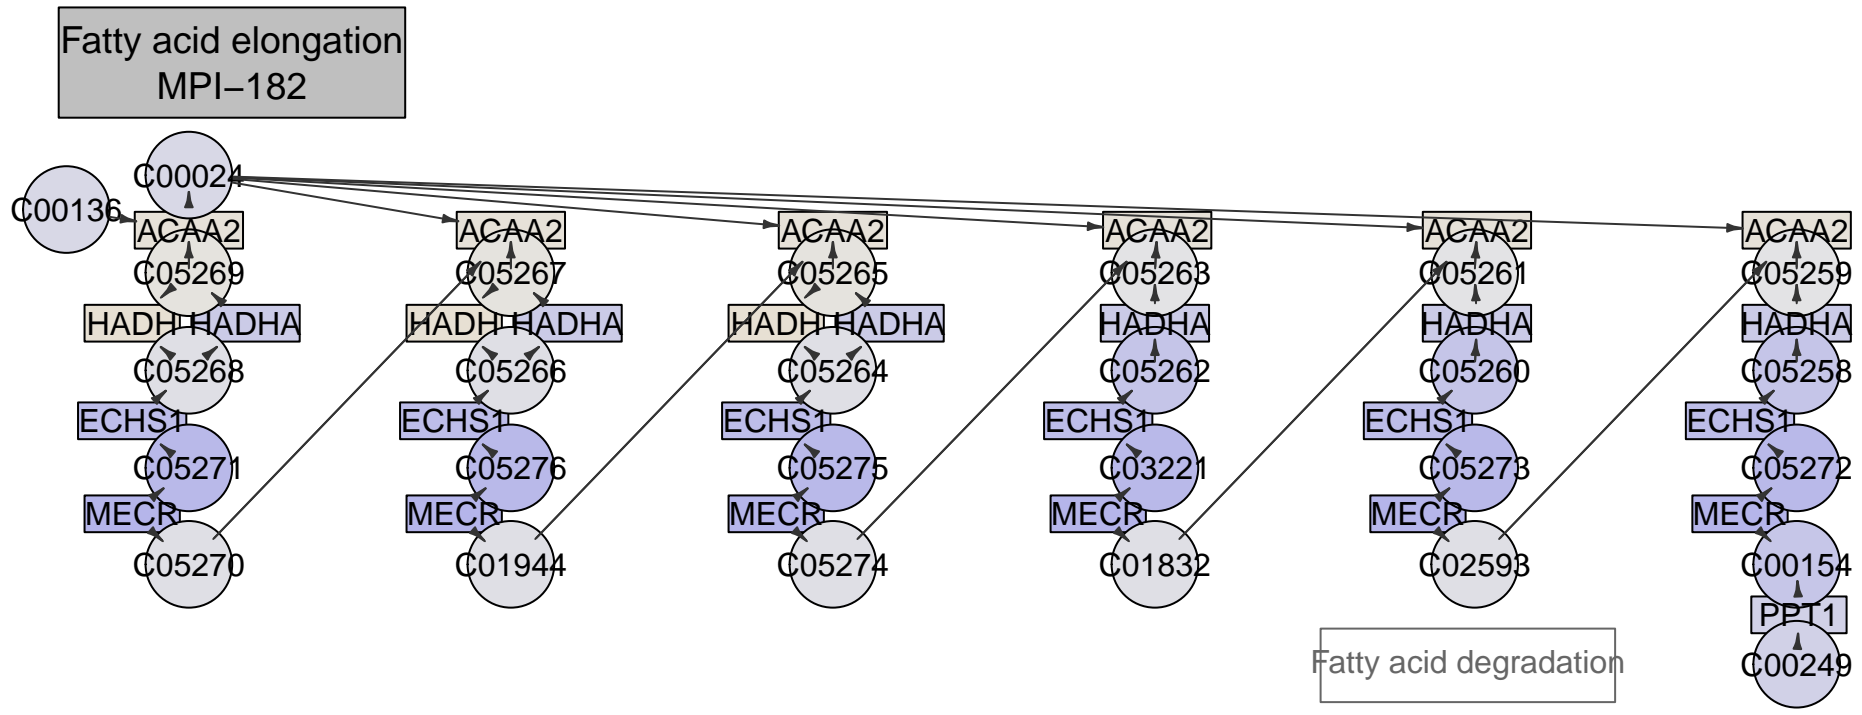 Fatty acid elongation
MPI–182
C00024
C00136
ACAA2 ACAA2 ACAA2 ACAA2 ACAA2 ACAA2
C05269 C05267 C05265 C05263 C05261 C05259
HADH HADHA HADH HADHA HADH HADHA HADHA HADHA HADHA
C05268 C05266 C05264 C05262 C05260 C05258
ECHS1 ECHS1 ECHS1 ECHS1 ECHS1 ECHS1
C05271 C05276 C05275 C03221 C05273 C05272
MECR MECR MECR MECR MECR MECR
C05270 C01944 C05274 C01832 C02593 C00154
PPT1
Fatty acid degradation C00249